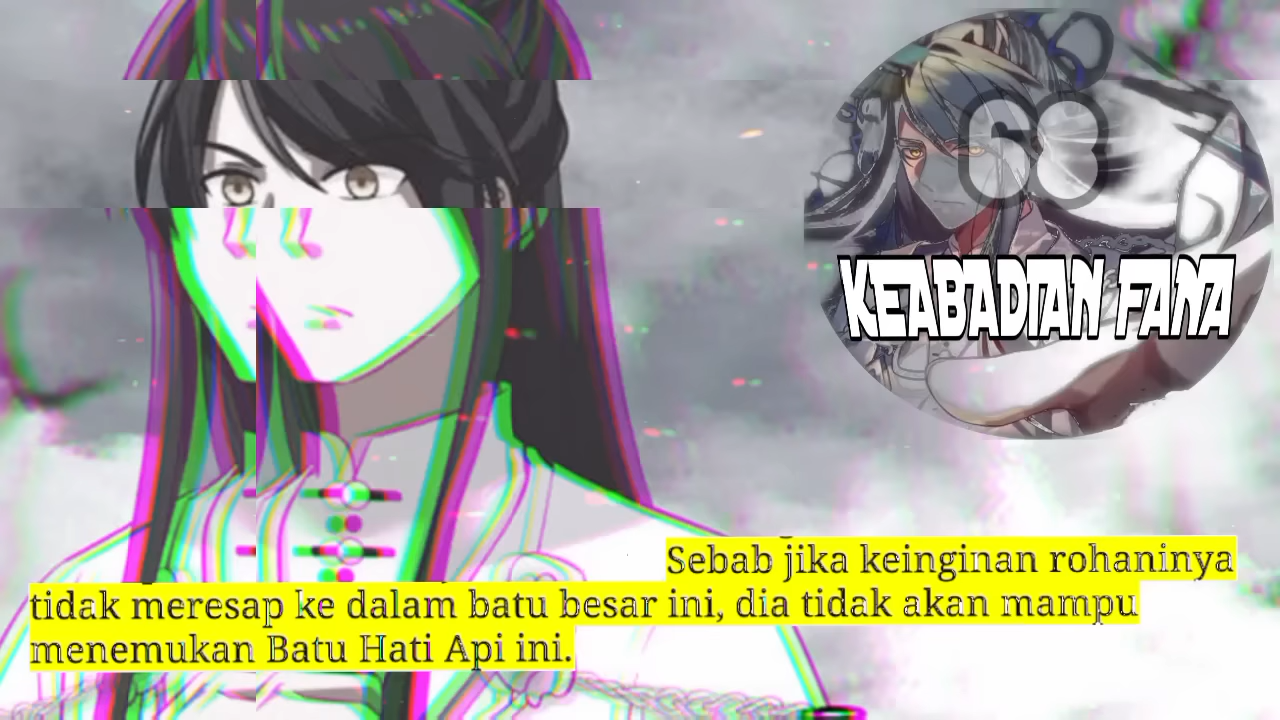 68
KEABADIAN FANA
Sebab jika keinginan rohaninya
tidak meresap ke dalam batu besar ini, dia tidak akan mampu
menemukan Batu Hati Api ini.